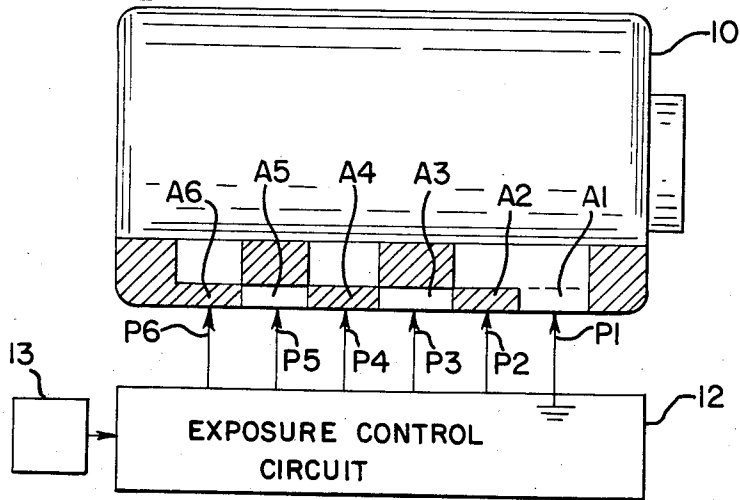 10
A6 A5 A4 A3 A2 A1
P6 P5 P4 P3 P2 P1
13
12
EXPOSURE CONTROL
CIRCUIT